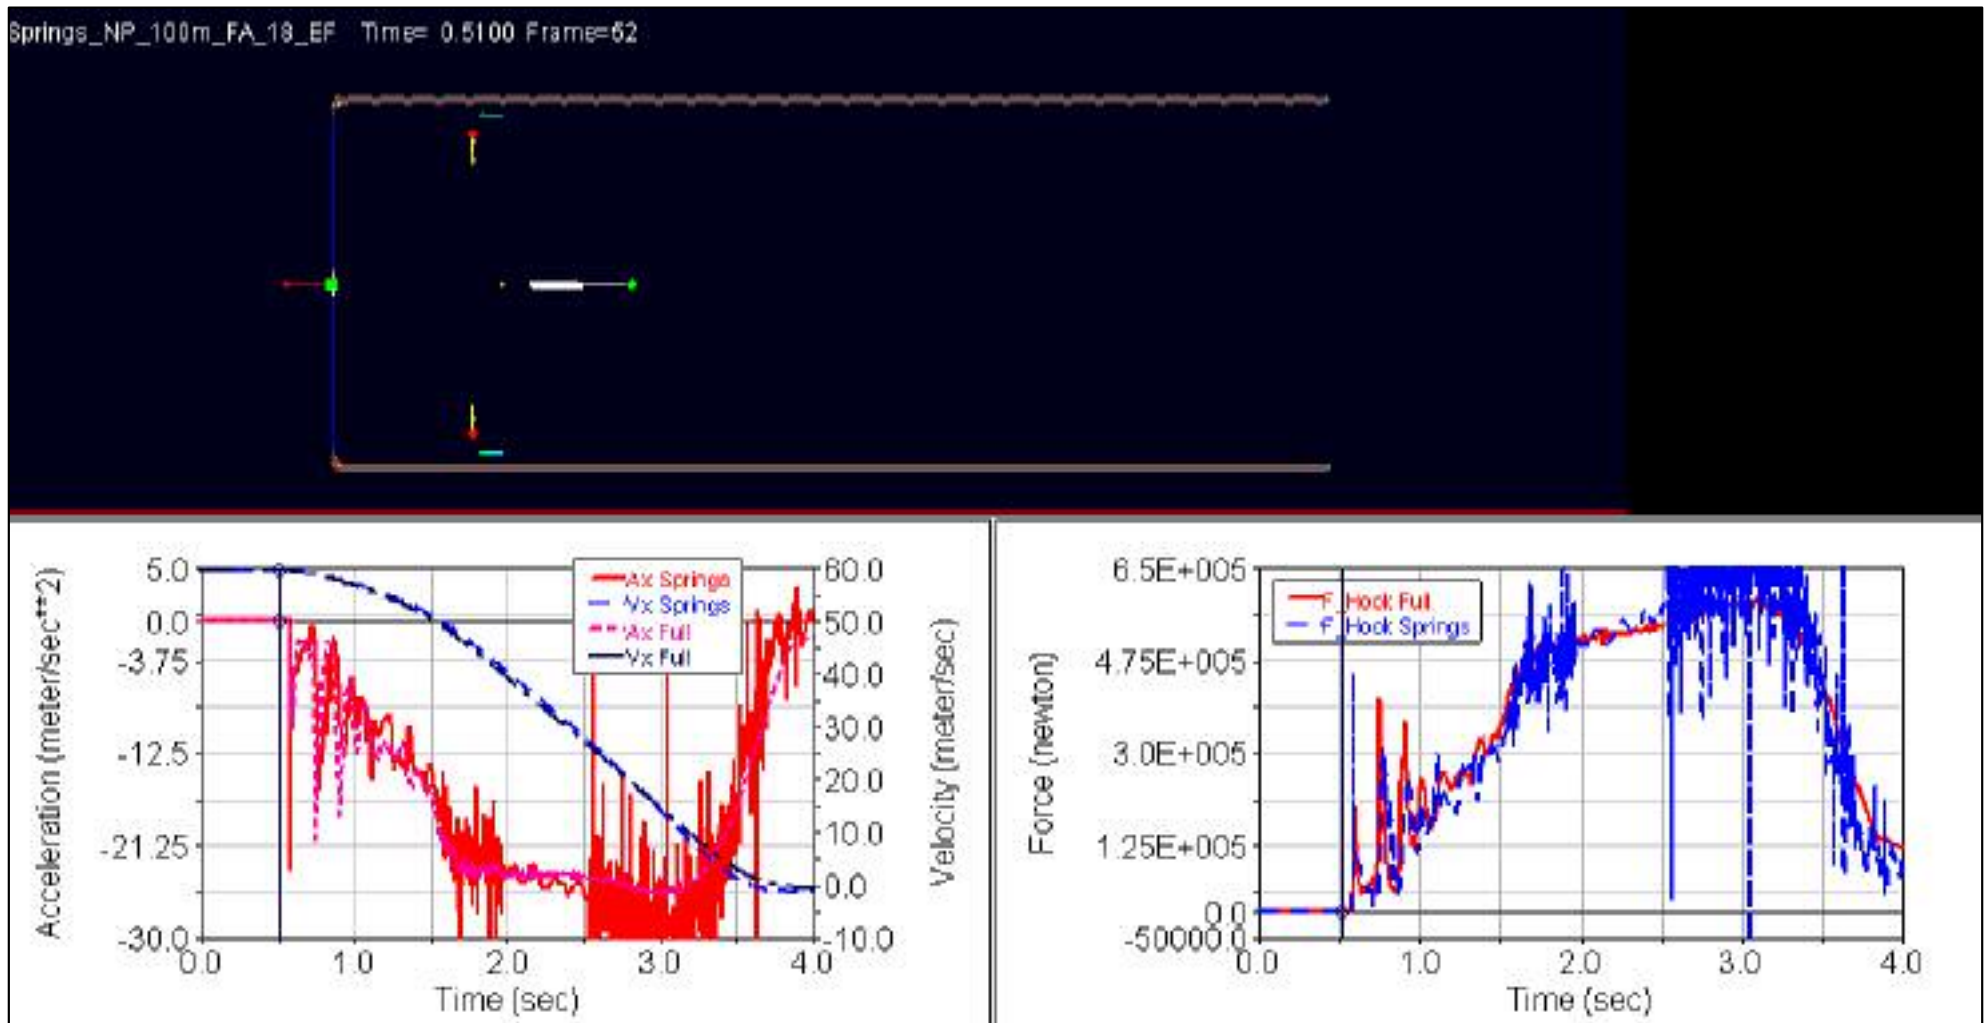 Springs_NP_100m_FA_18_EF Time= 0.5100 Frame=52
Acceleration (meter/sec**2)
5.0
0.0
-3.75
-12.5
-21.25
-30.0
Ax Springs
Vx Springs
Ax Full
Vx Full
60.0
50.0
40.0
30.0
20.0
10.0
0.0
-10.0
Velocity (meter/sec)
0.0 1.0 2.0 3.0 4.0
Time (sec)
Force (newton)
6.5E+005
4.75E+005
3.0E+005
1.25E+005
0.0
-50000.0
F_Hook Full
F_Hook Springs
0.0 1.0 2.0 3.0 4.0
Time (sec)